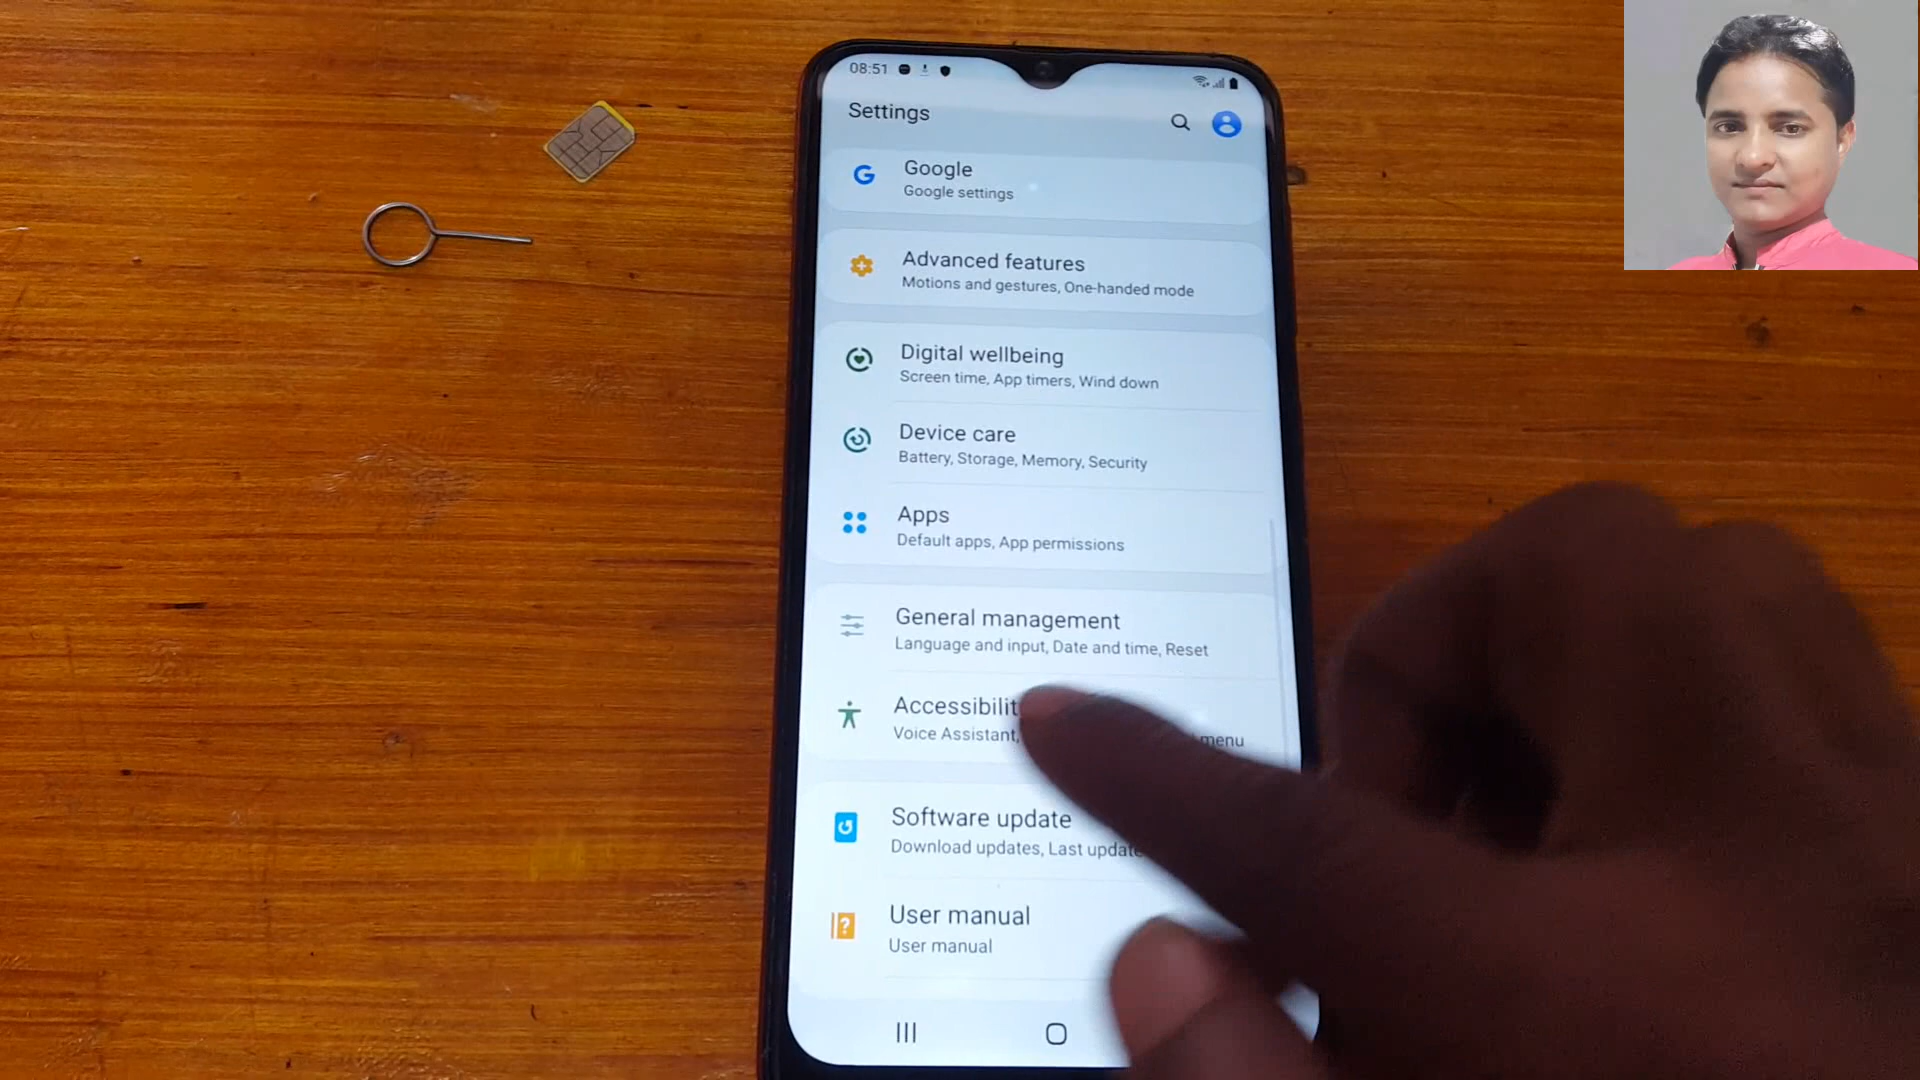 08:51
Settings
Google
Google settings
Advanced features
Motions and gestures, One-handed mode
Digital wellbeing
Screen time, App timers, Wind down
Device care
Battery, Storage, Memory, Security
Apps
Default apps, App permissions
General management
Language and input, Date and time, Reset
Accessibilit
Voice Assistant, menu
Software update
Download updates, Last update
User manual
User manual